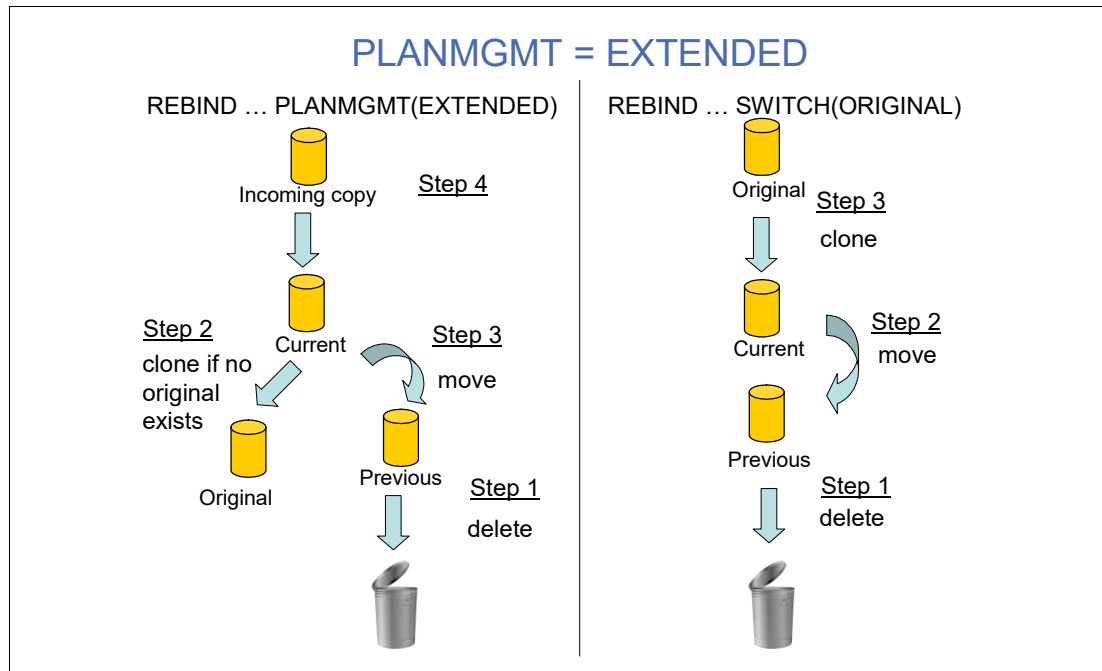 PLANMGMT = EXTENDED
REBIND … PLANMGMT(EXTENDED)
Incoming copy
Step 4
Step 2
clone if no
original
exists
Current
Step 3
move
Original
Previous
Step 1
delete
REBIND … SWITCH(ORIGINAL)
Original
Step 3
clone
Current
Step 2
move
Previous
Step 1
delete